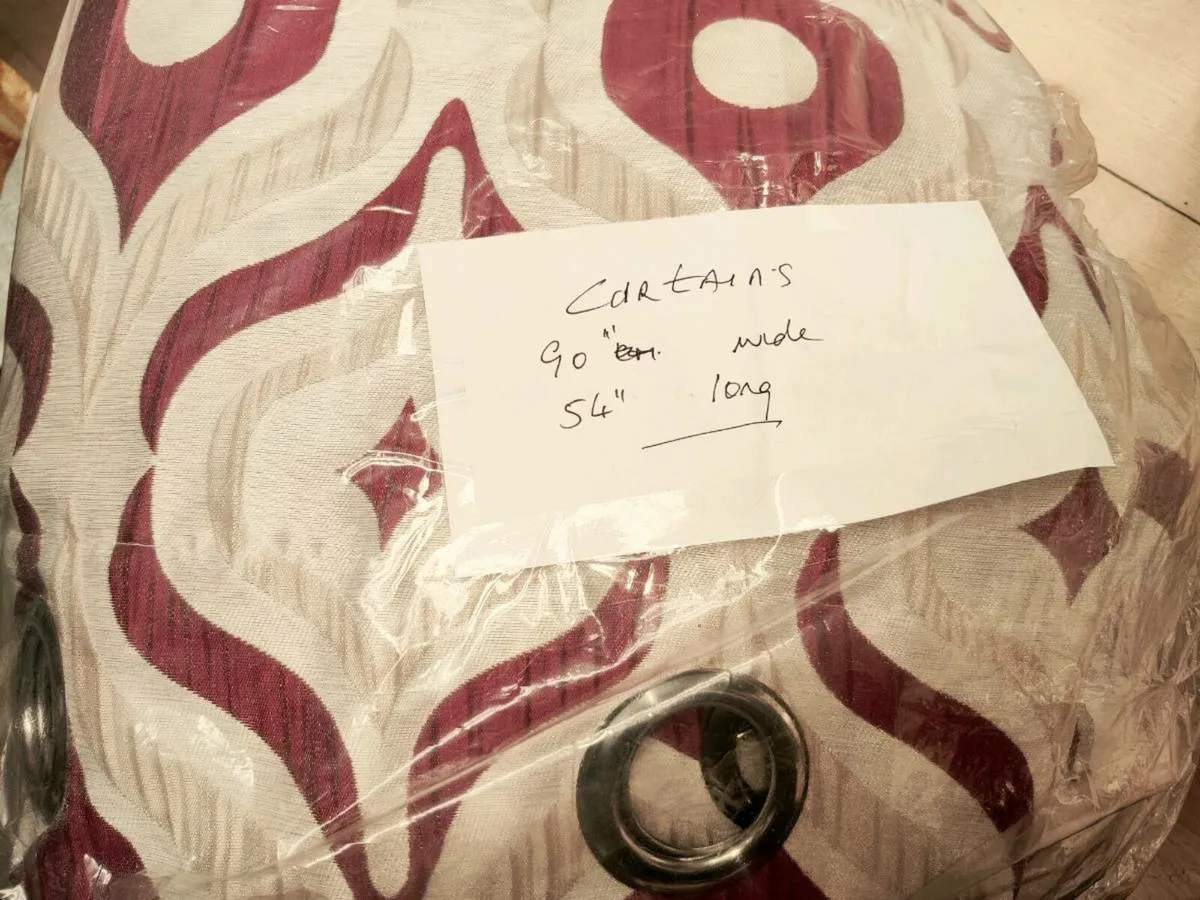 Curtains
90" wide
54" long